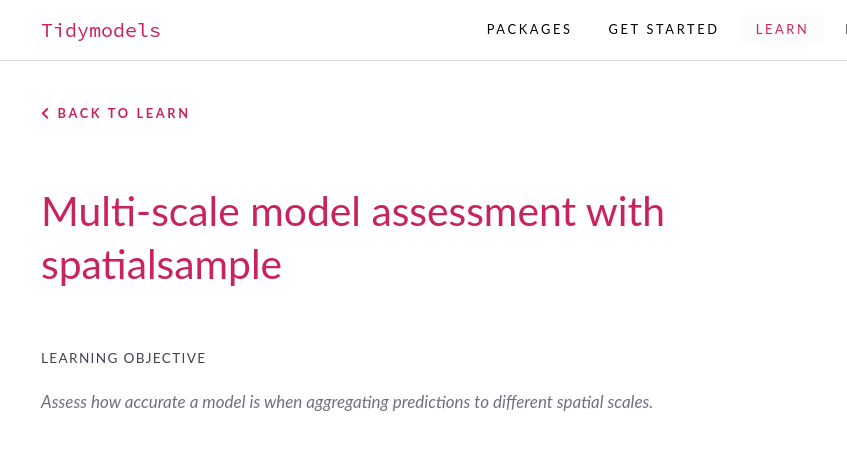 Tidymodels PACKAGES GET STARTED LEARN
BACK TO LEARN
Multi-scale model assessment with
spatialsample
LEARNING OBJECTIVE
Assess how accurate a model is when aggregating predictions to different spatial scales.